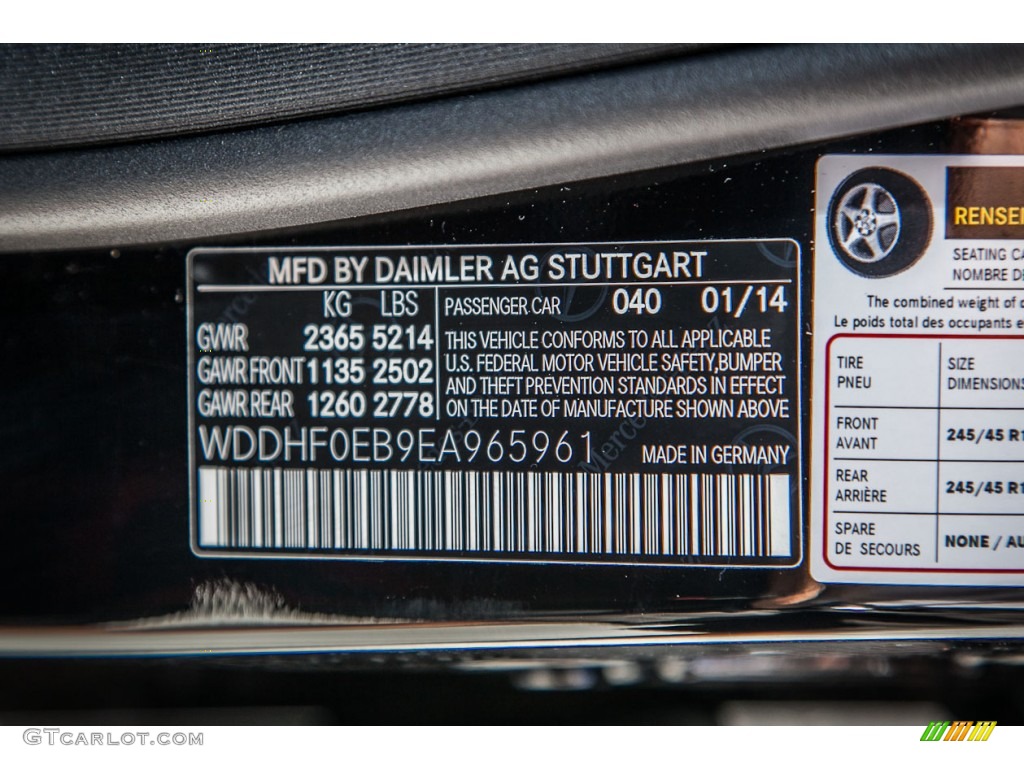 MFD BY DAIMLER AG STUTTGART
KG LBS
GVWR 2365 5214
GAWR FRONT 1135 2502
GAWR REAR 1260 2778
PASSENGER CAR 040 01/14
THIS VEHICLE CONFORMS TO ALL APPLICABLE
U.S. FEDERAL MOTOR VEHICLE SAFETY, BUMPER
AND THEFT PREVENTION STANDARDS IN EFFECT
ON THE DATE OF MANUFACTURE SHOWN ABOVE
WDDHF0EB9EA965961
MADE IN GERMANY
RENSEI
SEATING CA
NOMBRE DE
The combined weight of
Le poids total des occupants e
TIRE SIZE
PNEU DIMENSIONS
FRONT
AVANT 245/45 R1
REAR
ARRIÈRE 245/45 R1
SPARE
DE SECOURS NONE / AU
GTCARLOT.COM